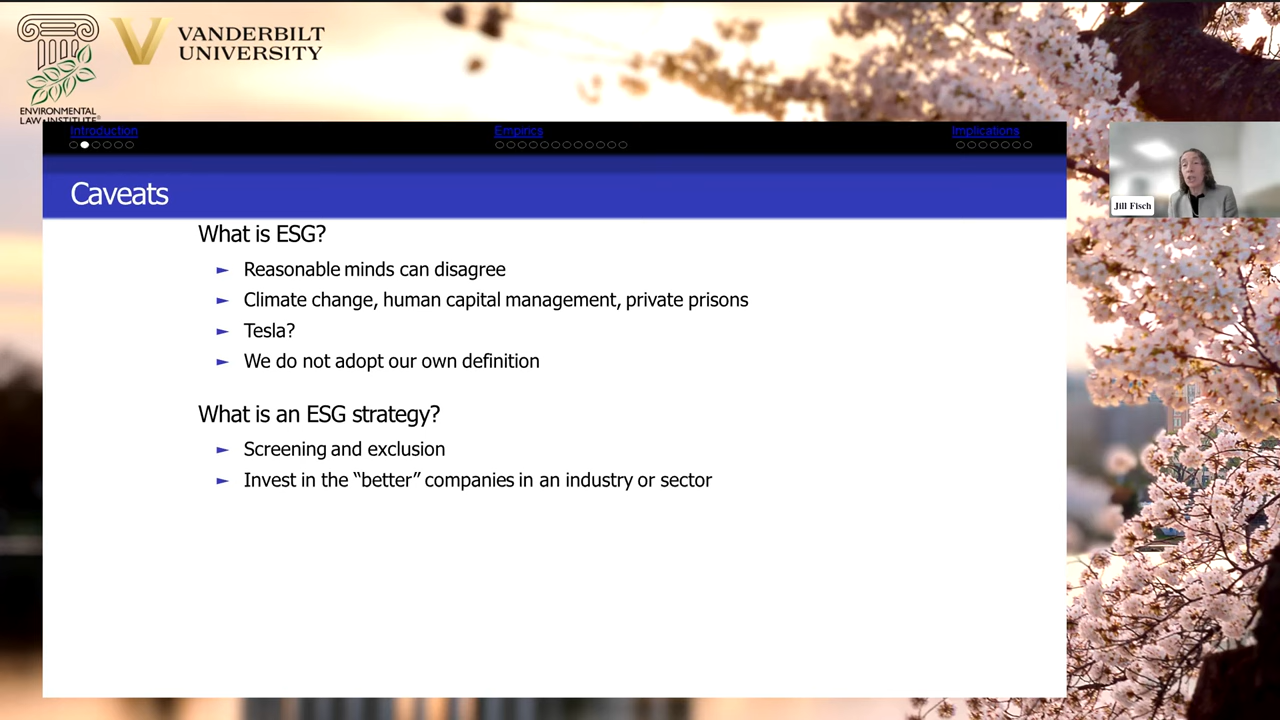 VANDERBILT
UNIVERSITY
ENVIRONMENTAL
LAW·INSTITUTE®
Introduction
Empirics
Implications
Caveats
Jill Fisch
What is ESG?
► Reasonable minds can disagree
► Climate change, human capital management, private prisons
► Tesla?
► We do not adopt our own definition
What is an ESG strategy?
► Screening and exclusion
► Invest in the “better” companies in an industry or sector